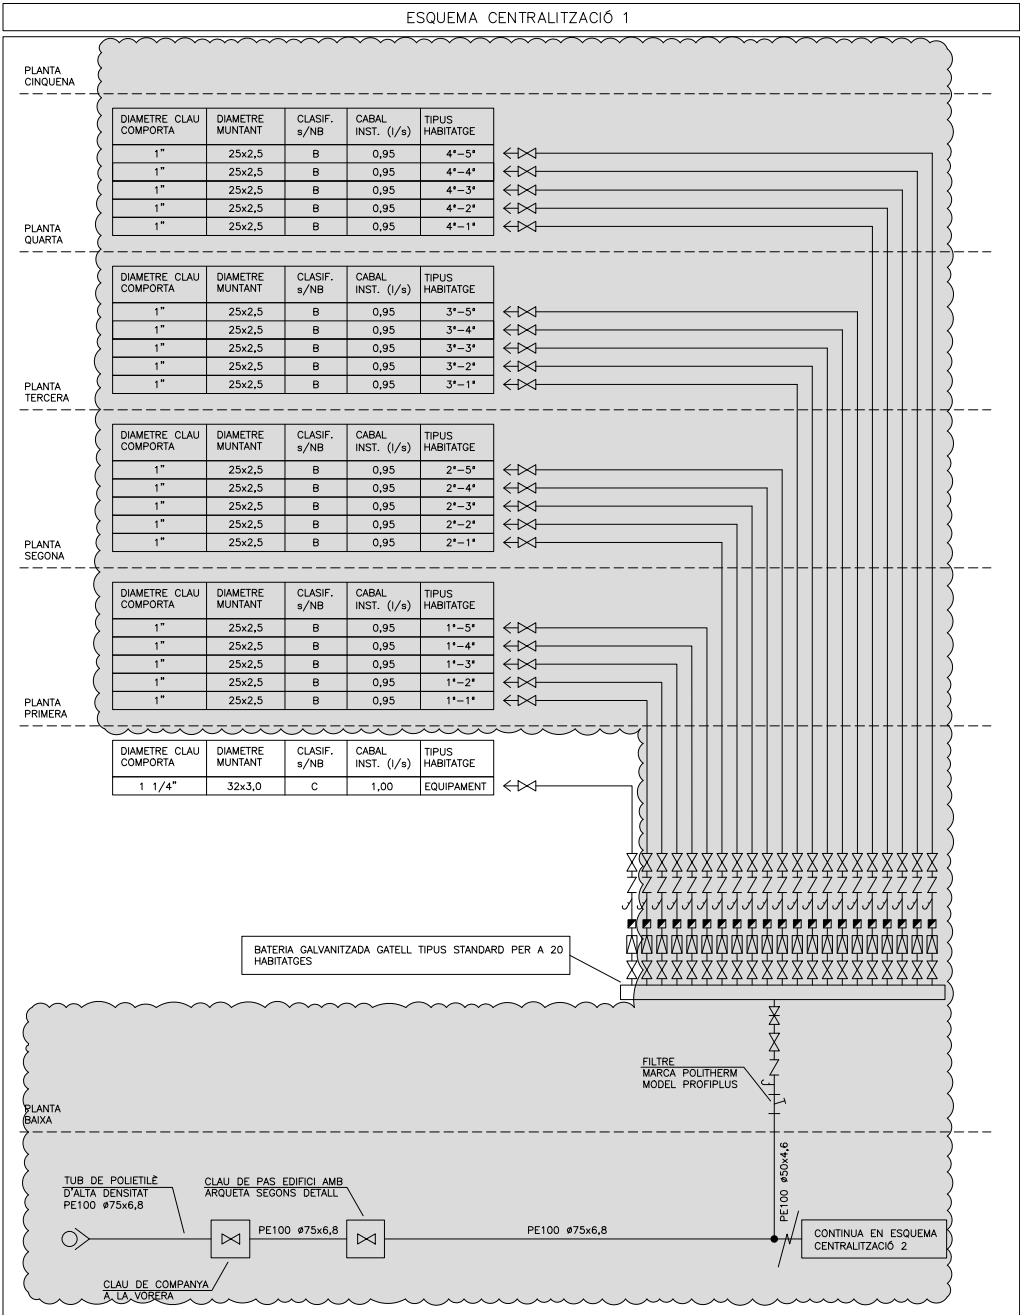 ESQUEMA CENTRALITZACIÓ 1
PLANTA
CINQUENA
DIAMETRE CLAU COMPORTA DIAMETRE MUNTANT CLASIF. s/NB CABAL INST. (l/s) TIPUS HABITATGE
1" 25x2,5 B 0,95 4ª-5ª
1" 25x2,5 B 0,95 4ª-4ª
1" 25x2,5 B 0,95 4ª-3ª
1" 25x2,5 B 0,95 4ª-2ª
1" 25x2,5 B 0,95 4ª-1ª
PLANTA
QUARTA
DIAMETRE CLAU COMPORTA DIAMETRE MUNTANT CLASIF. s/NB CABAL INST. (l/s) TIPUS HABITATGE
1" 25x2,5 B 0,95 3ª-5ª
1" 25x2,5 B 0,95 3ª-4ª
1" 25x2,5 B 0,95 3ª-3ª
1" 25x2,5 B 0,95 3ª-2ª
1" 25x2,5 B 0,95 3ª-1ª
PLANTA
TERCERA
DIAMETRE CLAU COMPORTA DIAMETRE MUNTANT CLASIF. s/NB CABAL INST. (l/s) TIPUS HABITATGE
1" 25x2,5 B 0,95 2ª-5ª
1" 25x2,5 B 0,95 2ª-4ª
1" 25x2,5 B 0,95 2ª-3ª
1" 25x2,5 B 0,95 2ª-2ª
1" 25x2,5 B 0,95 2ª-1ª
PLANTA
SEGONA
DIAMETRE CLAU COMPORTA DIAMETRE MUNTANT CLASIF. s/NB CABAL INST. (l/s) TIPUS HABITATGE
1" 25x2,5 B 0,95 1ª-5ª
1" 25x2,5 B 0,95 1ª-4ª
1" 25x2,5 B 0,95 1ª-3ª
1" 25x2,5 B 0,95 1ª-2ª
1" 25x2,5 B 0,95 1ª-1ª
PLANTA
PRIMERA
DIAMETRE CLAU COMPORTA DIAMETRE MUNTANT CLASIF. s/NB CABAL INST. (l/s) TIPUS HABITATGE
1 1/4" 32x3,0 C 1,00 EQUIPAMENT
BATERIA GALVANITZADA GATELL TIPUS STANDARD PER A 20
HABITATGES
FILTRE
MARCA POLITHERM
MODEL PROFIPLUS
PLANTA
BAIXA
PE100 ø50x4,6
TUB DE POLIETILÈ
D'ALTA DENSITAT
PE100 ø75x6,8
CLAU DE PAS EDIFICI AMB
ARQUETA SEGONS DETALL
PE100 ø75x6,8
PE100 ø75x6,8
CONTINUA EN ESQUEMA
CENTRALITZACIÓ 2
CLAU DE COMPANYA
A LA VORERA